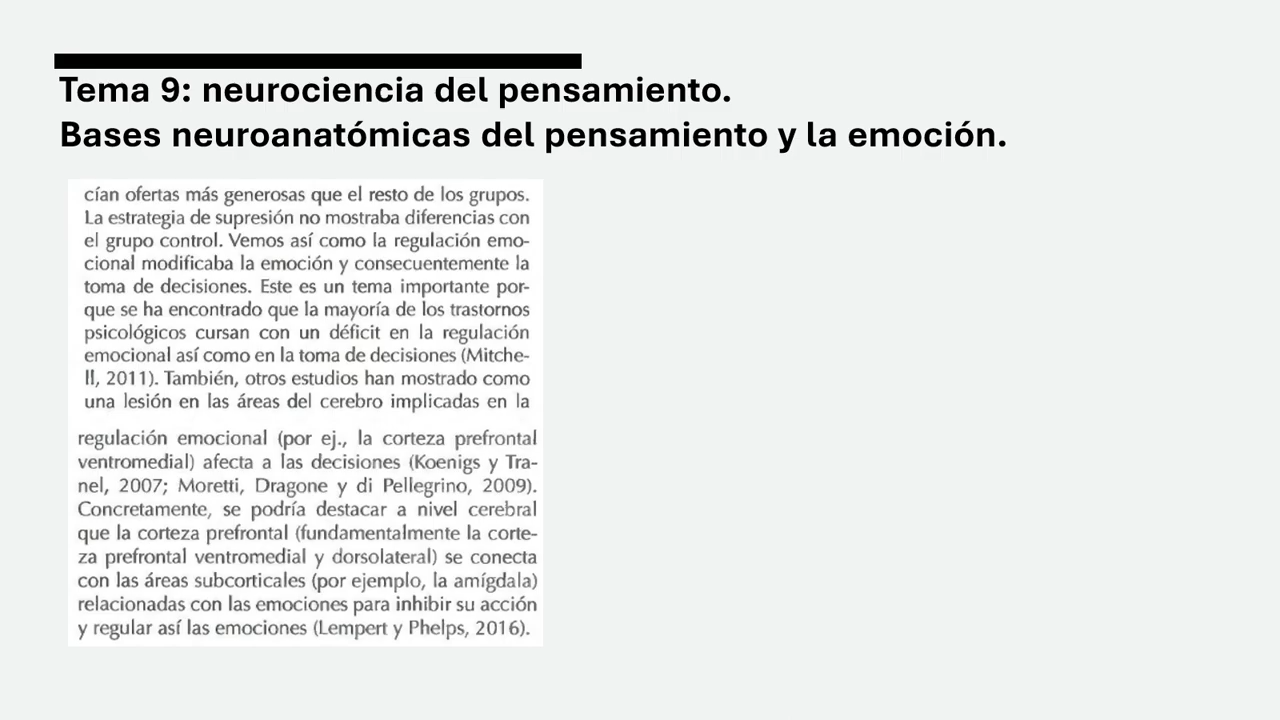 Tema 9: neurociencia del pensamiento.
Bases neuroanatómicas del pensamiento y la emoción.
cían ofertas más generosas que el resto de los grupos.
La estrategia de supresión no mostraba diferencias con
el grupo control. Vemos así como la regulación emo-
cional modificaba la emoción y consecuentemente la
toma de decisiones. Este es un tema importante por-
que se ha encontrado que la mayoría de los trastornos
psicológicos cursan con un déficit en la regulación
emocional así como en la toma de decisiones (Mitche-
ll, 2011). También, otros estudios han mostrado como
una lesión en las áreas del cerebro implicadas en la
regulación emocional (por ej., la corteza prefrontal
ventromedial) afecta a las decisiones (Koenigs y Tra-
nel, 2007; Moretti, Dragone y di Pellegrino, 2009).
Concretamente, se podría destacar a nivel cerebral
que la corteza prefrontal (fundamentalmente la corte-
za prefrontal ventromedial y dorsolateral) se conecta
con las áreas subcorticales (por ejemplo, la amígdala)
relacionadas con las emociones para inhibir su acción
y regular así las emociones (Lempert y Phelps, 2016).